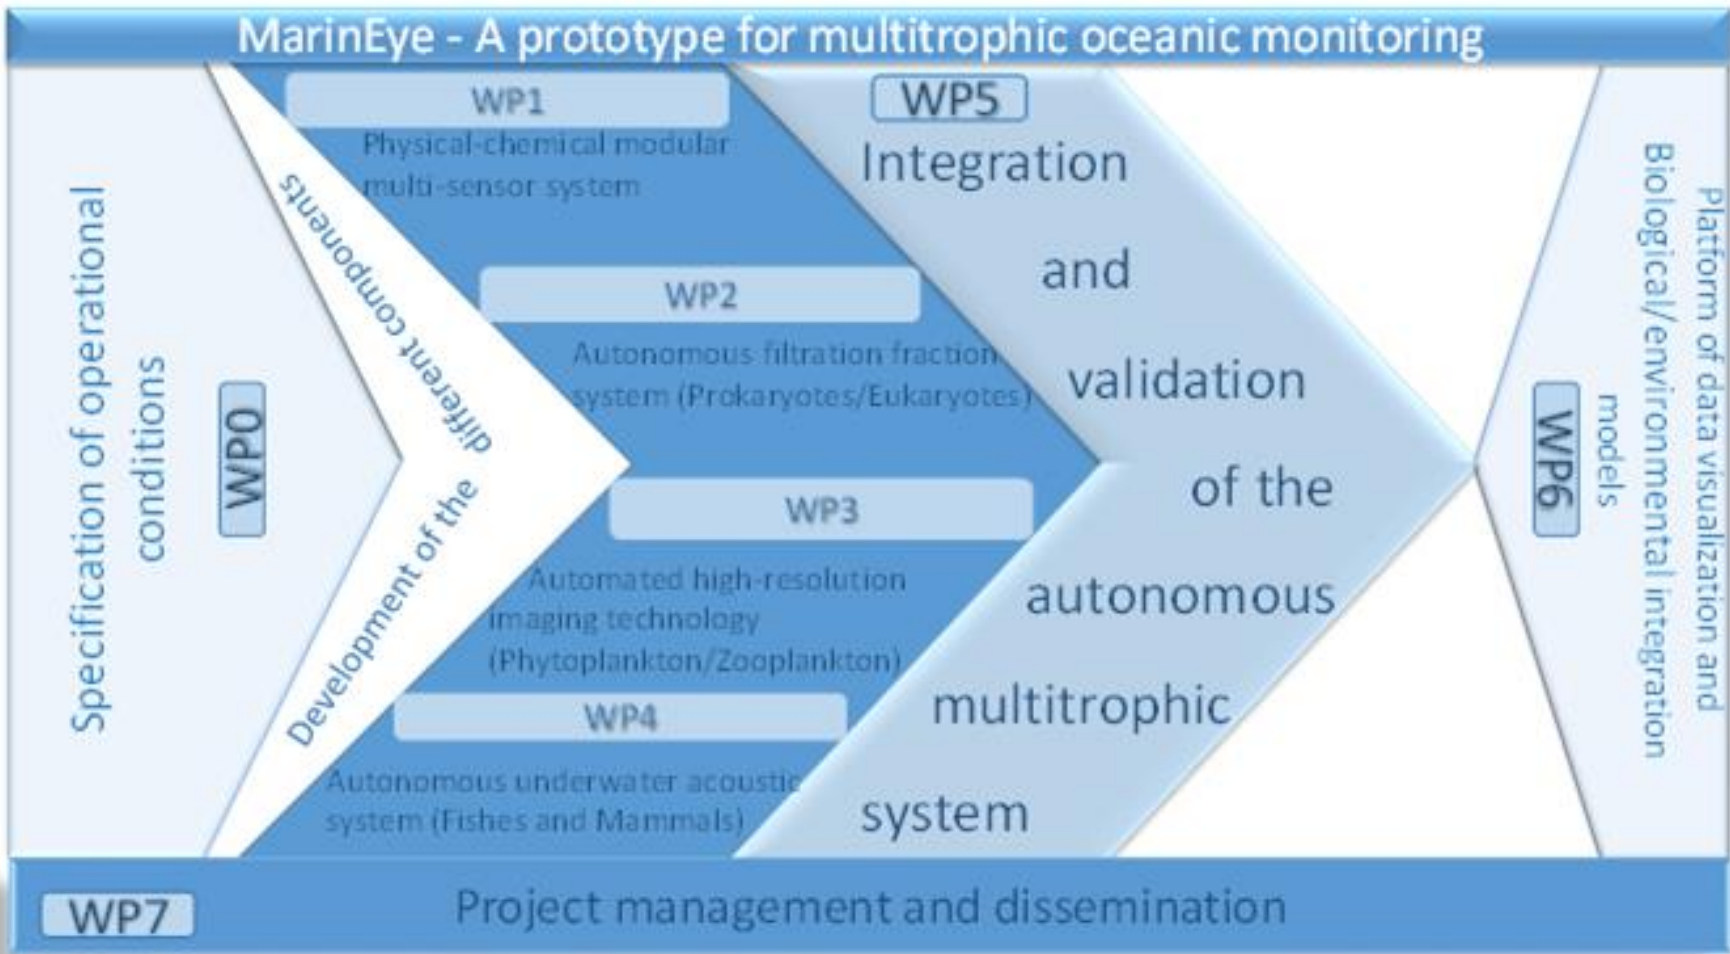 MarinEye - A prototype for multitrophic oceanic monitoring
Specification of operational
conditions
WP0
Development of the
different components
WP1
Physical-chemical modular
multi-sensor system
WP2
Autonomous filtration fraction
system (Prokaryotes/Eukaryotes)
WP3
Automated high-resolution
imaging technology
(Phytoplankton/Zooplankton)
WP4
Autonomous underwater acoustic
system (Fishes and Mammals)
WP5
Integration
and
validation
of the
autonomous
multitrophic
system
Platform of data visualization and
Biological/environmental integration
models
WP6
WP7
Project management and dissemination